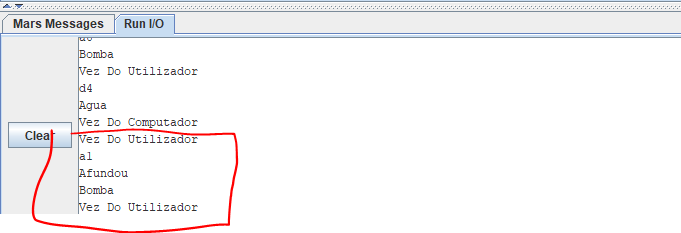 Mars Messages Run I/O
Bomba
Vez Do Utilizador
d4
Agua
Vez Do Computador
Clear
Vez Do Utilizador
a1
Afundou
Bomba
Vez Do Utilizador